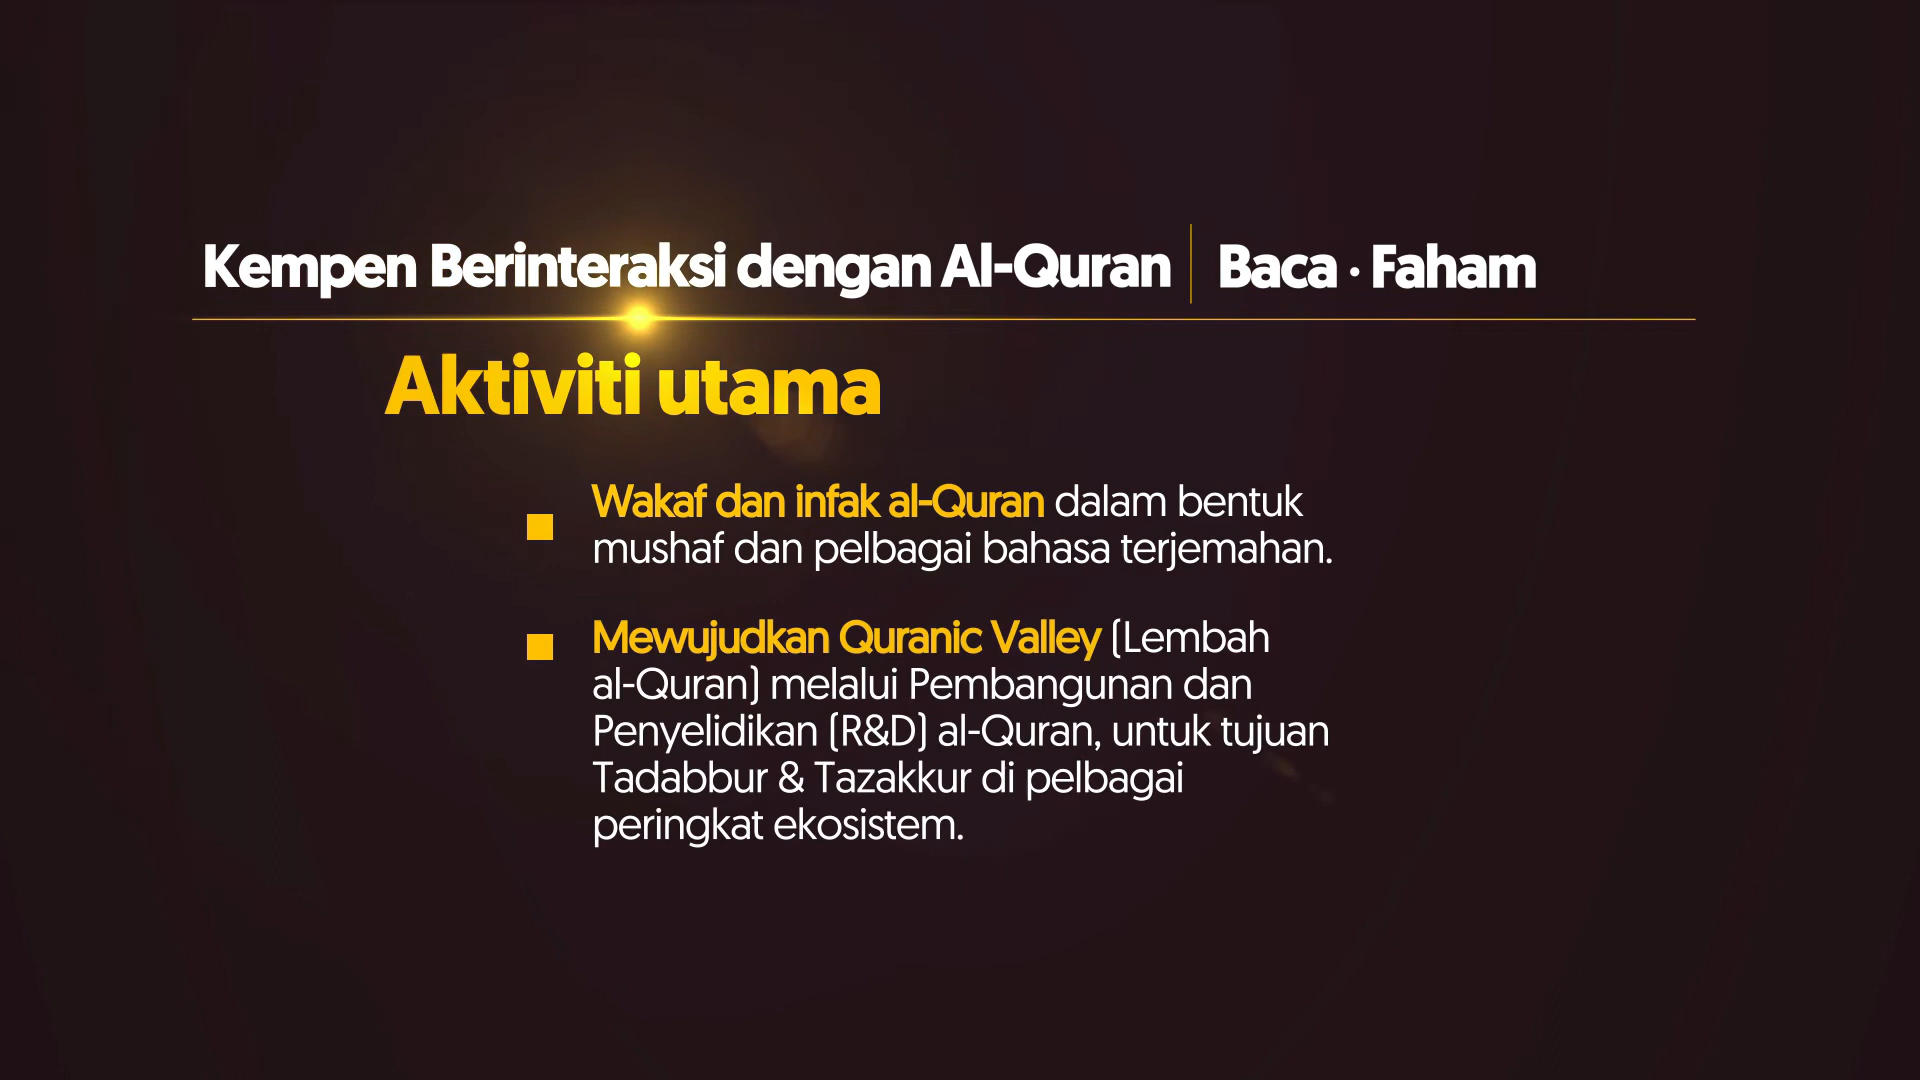 Kempen Berinteraksi dengan Al-Quran | Baca · Faham
Aktiviti utama
Wakaf dan infak al-Quran dalam bentuk
mushaf dan pelbagai bahasa terjemahan.
Mewujudkan Quranic Valley (Lembah
al-Quran) melalui Pembangunan dan
Penyelidikan (R&D) al-Quran, untuk tujuan
Tadabbur & Tazakkur di pelbagai
peringkat ekosistem.